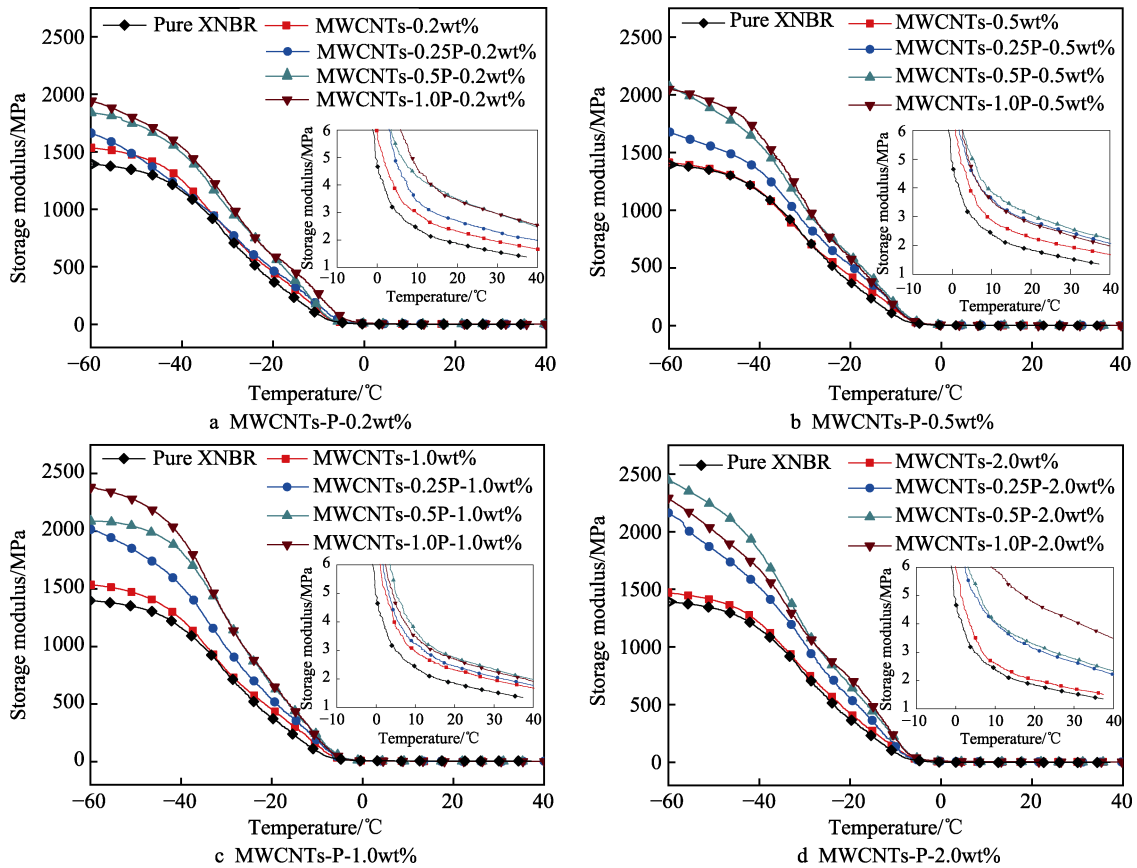 Pure XNBR
MWCNTs-0.2wt%
MWCNTs-0.25P-0.2wt%
MWCNTs-0.5P-0.2wt%
MWCNTs-1.0P-0.2wt%
Storage modulus/MPa
2500
2000
1500
1000
500
0
−60
−40
−20
0
20
40
Temperature/℃
Storage modulus/MPa
6
5
4
3
2
1
−10
0
10
20
30
40
Temperature/℃
a MWCNTs-P-0.2wt%
Pure XNBR
MWCNTs-0.5wt%
MWCNTs-0.25P-0.5wt%
MWCNTs-0.5P-0.5wt%
MWCNTs-1.0P-0.5wt%
Storage modulus/MPa
2500
2000
1500
1000
500
0
−60
−40
−20
0
20
40
Temperature/℃
Storage modulus/MPa
6
5
4
3
2
1
−10
0
10
20
30
40
Temperature/℃
b MWCNTs-P-0.5wt%
Pure XNBR
MWCNTs-1.0wt%
MWCNTs-0.25P-1.0wt%
MWCNTs-0.5P-1.0wt%
MWCNTs-1.0P-1.0wt%
Storage modulus/MPa
2500
2000
1500
1000
500
0
−60
−40
−20
0
20
40
Temperature/℃
Storage modulus/MPa
6
5
4
3
2
1
−10
0
10
20
30
40
Temperature/℃
c MWCNTs-P-1.0wt%
Pure XNBR
MWCNTs-2.0wt%
MWCNTs-0.25P-2.0wt%
MWCNTs-0.5P-2.0wt%
MWCNTs-1.0P-2.0wt%
Storage modulus/MPa
2500
2000
1500
1000
500
0
−60
−40
−20
0
20
40
Temperature/℃
Storage modulus/MPa
6
5
4
3
2
1
−10
0
10
20
30
40
Temperature/℃
d MWCNTs-P-2.0wt%